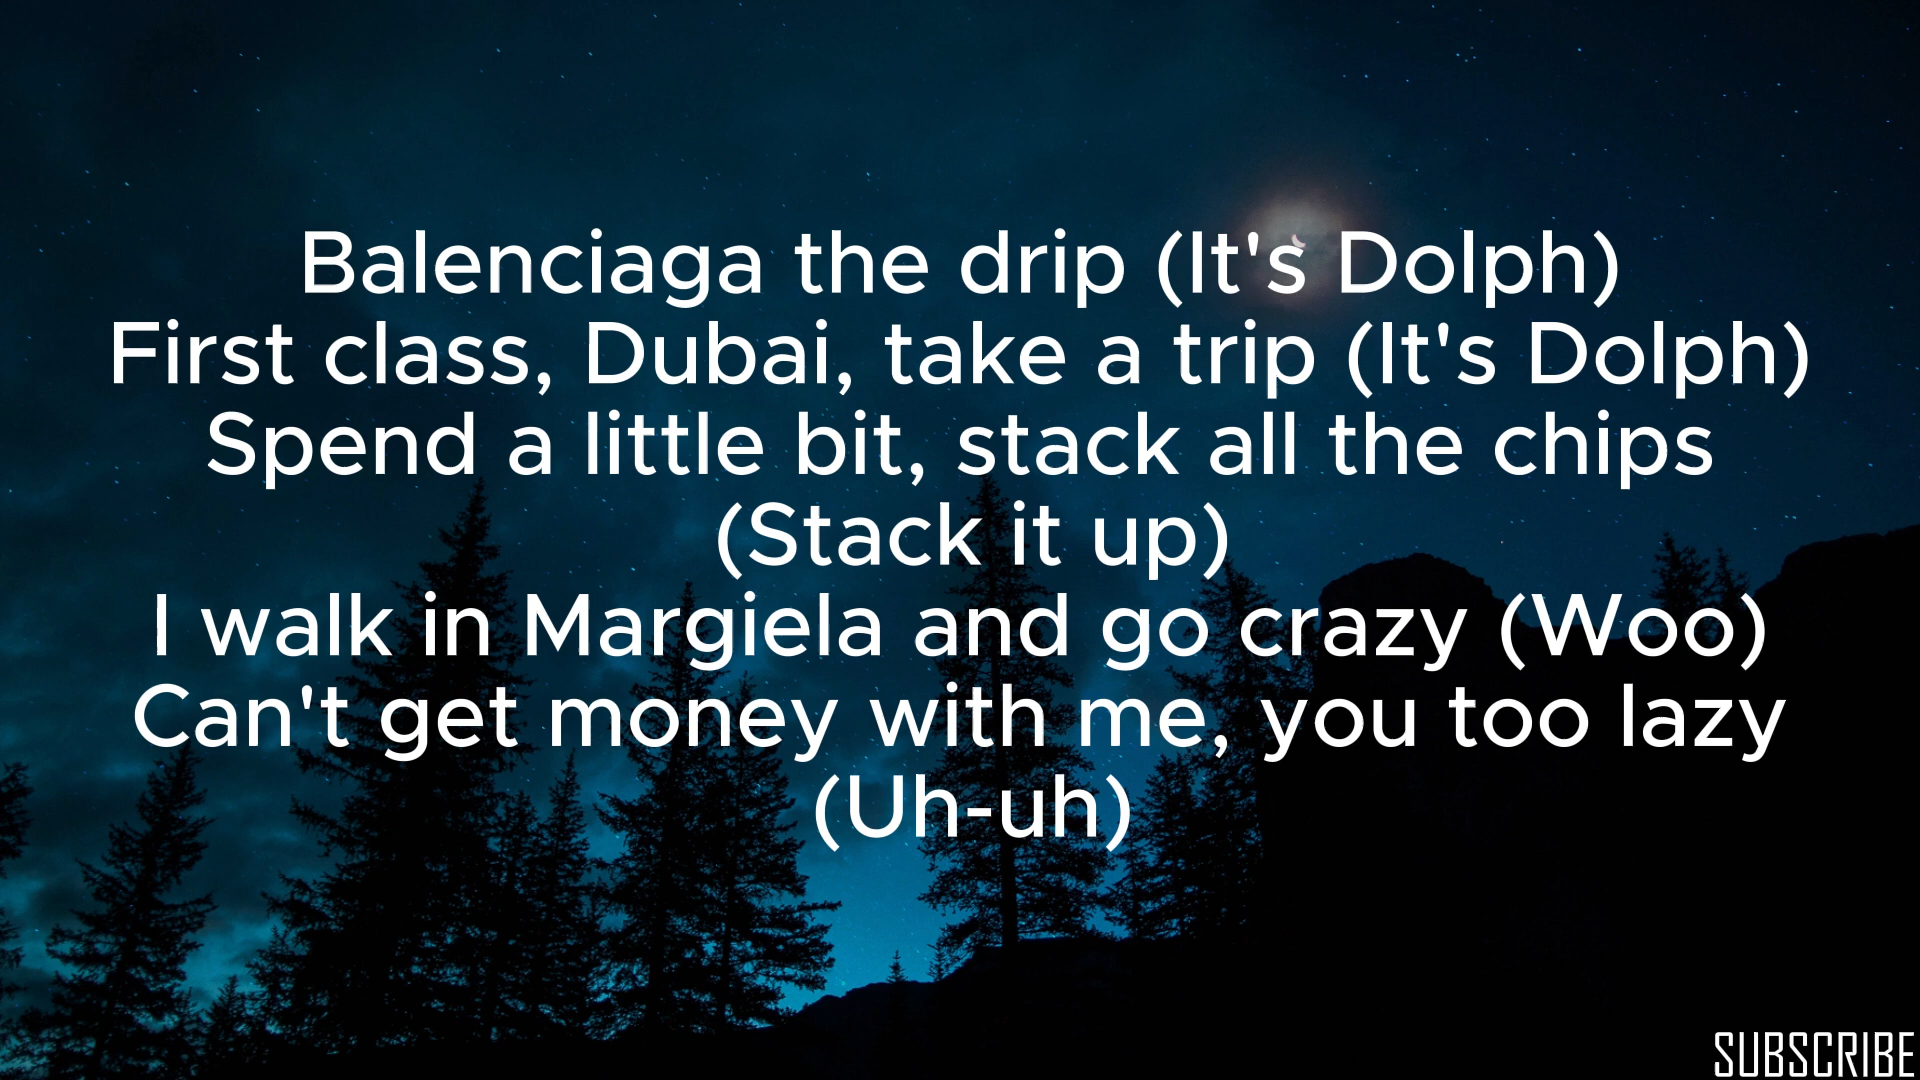 Balenciaga the drip (It's Dolph)
First class, Dubai, take a trip (It's Dolph)
Spend a little bit, stack all the chips
(Stack it up)
I walk in Margiela and go crazy (Woo)
Can't get money with me, you too lazy
(Uh-uh)
SUBSCRIBE